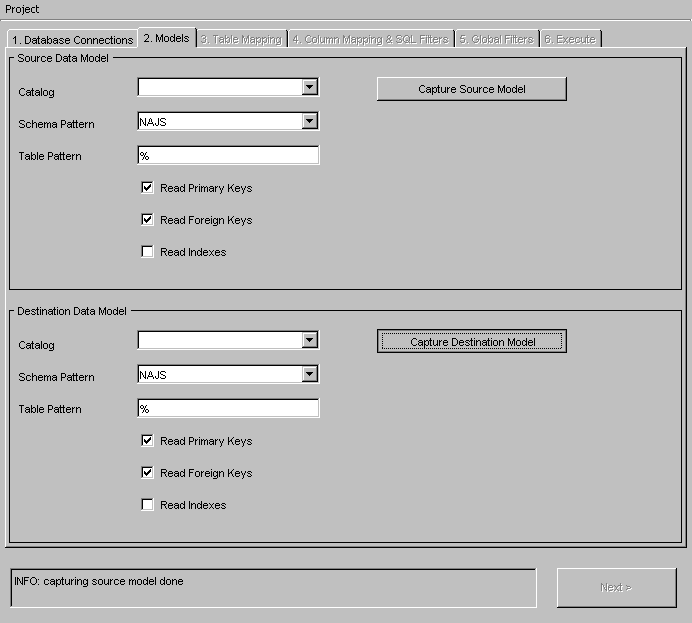 Project
1. Database Connections 2. Models 3. Table Mapping 4. Column Mapping & SQL Filters 5. Global Filters 6. Execute
Source Data Model
Catalog
Capture Source Model
Schema Pattern NAJS
Table Pattern %
Read Primary Keys
Read Foreign Keys
Read Indexes
Destination Data Model
Catalog
Capture Destination Model
Schema Pattern NAJS
Table Pattern %
Read Primary Keys
Read Foreign Keys
Read Indexes
INFO: capturing source model done
Next >